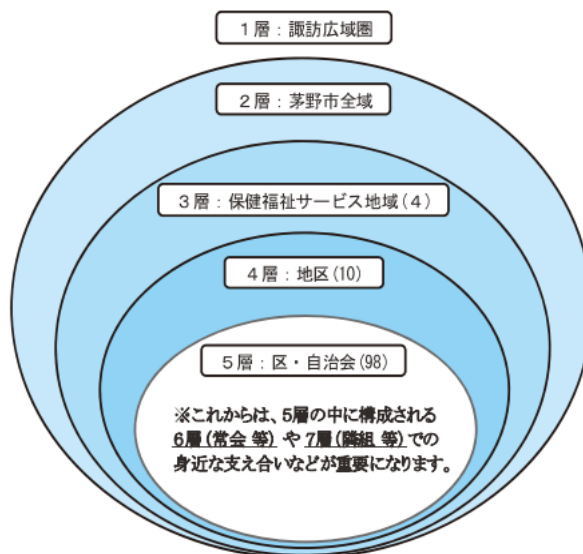 1層：諏訪広域圏
2層：茅野市全域
3層：保健福祉サービス地域(4)
4層：地区(10)
5層：区・自治会(98)
※これからは、5層の中に構成される
6層(常会 等) や 7層(隣組 等)での
身近な支え合いなどが重要になります。